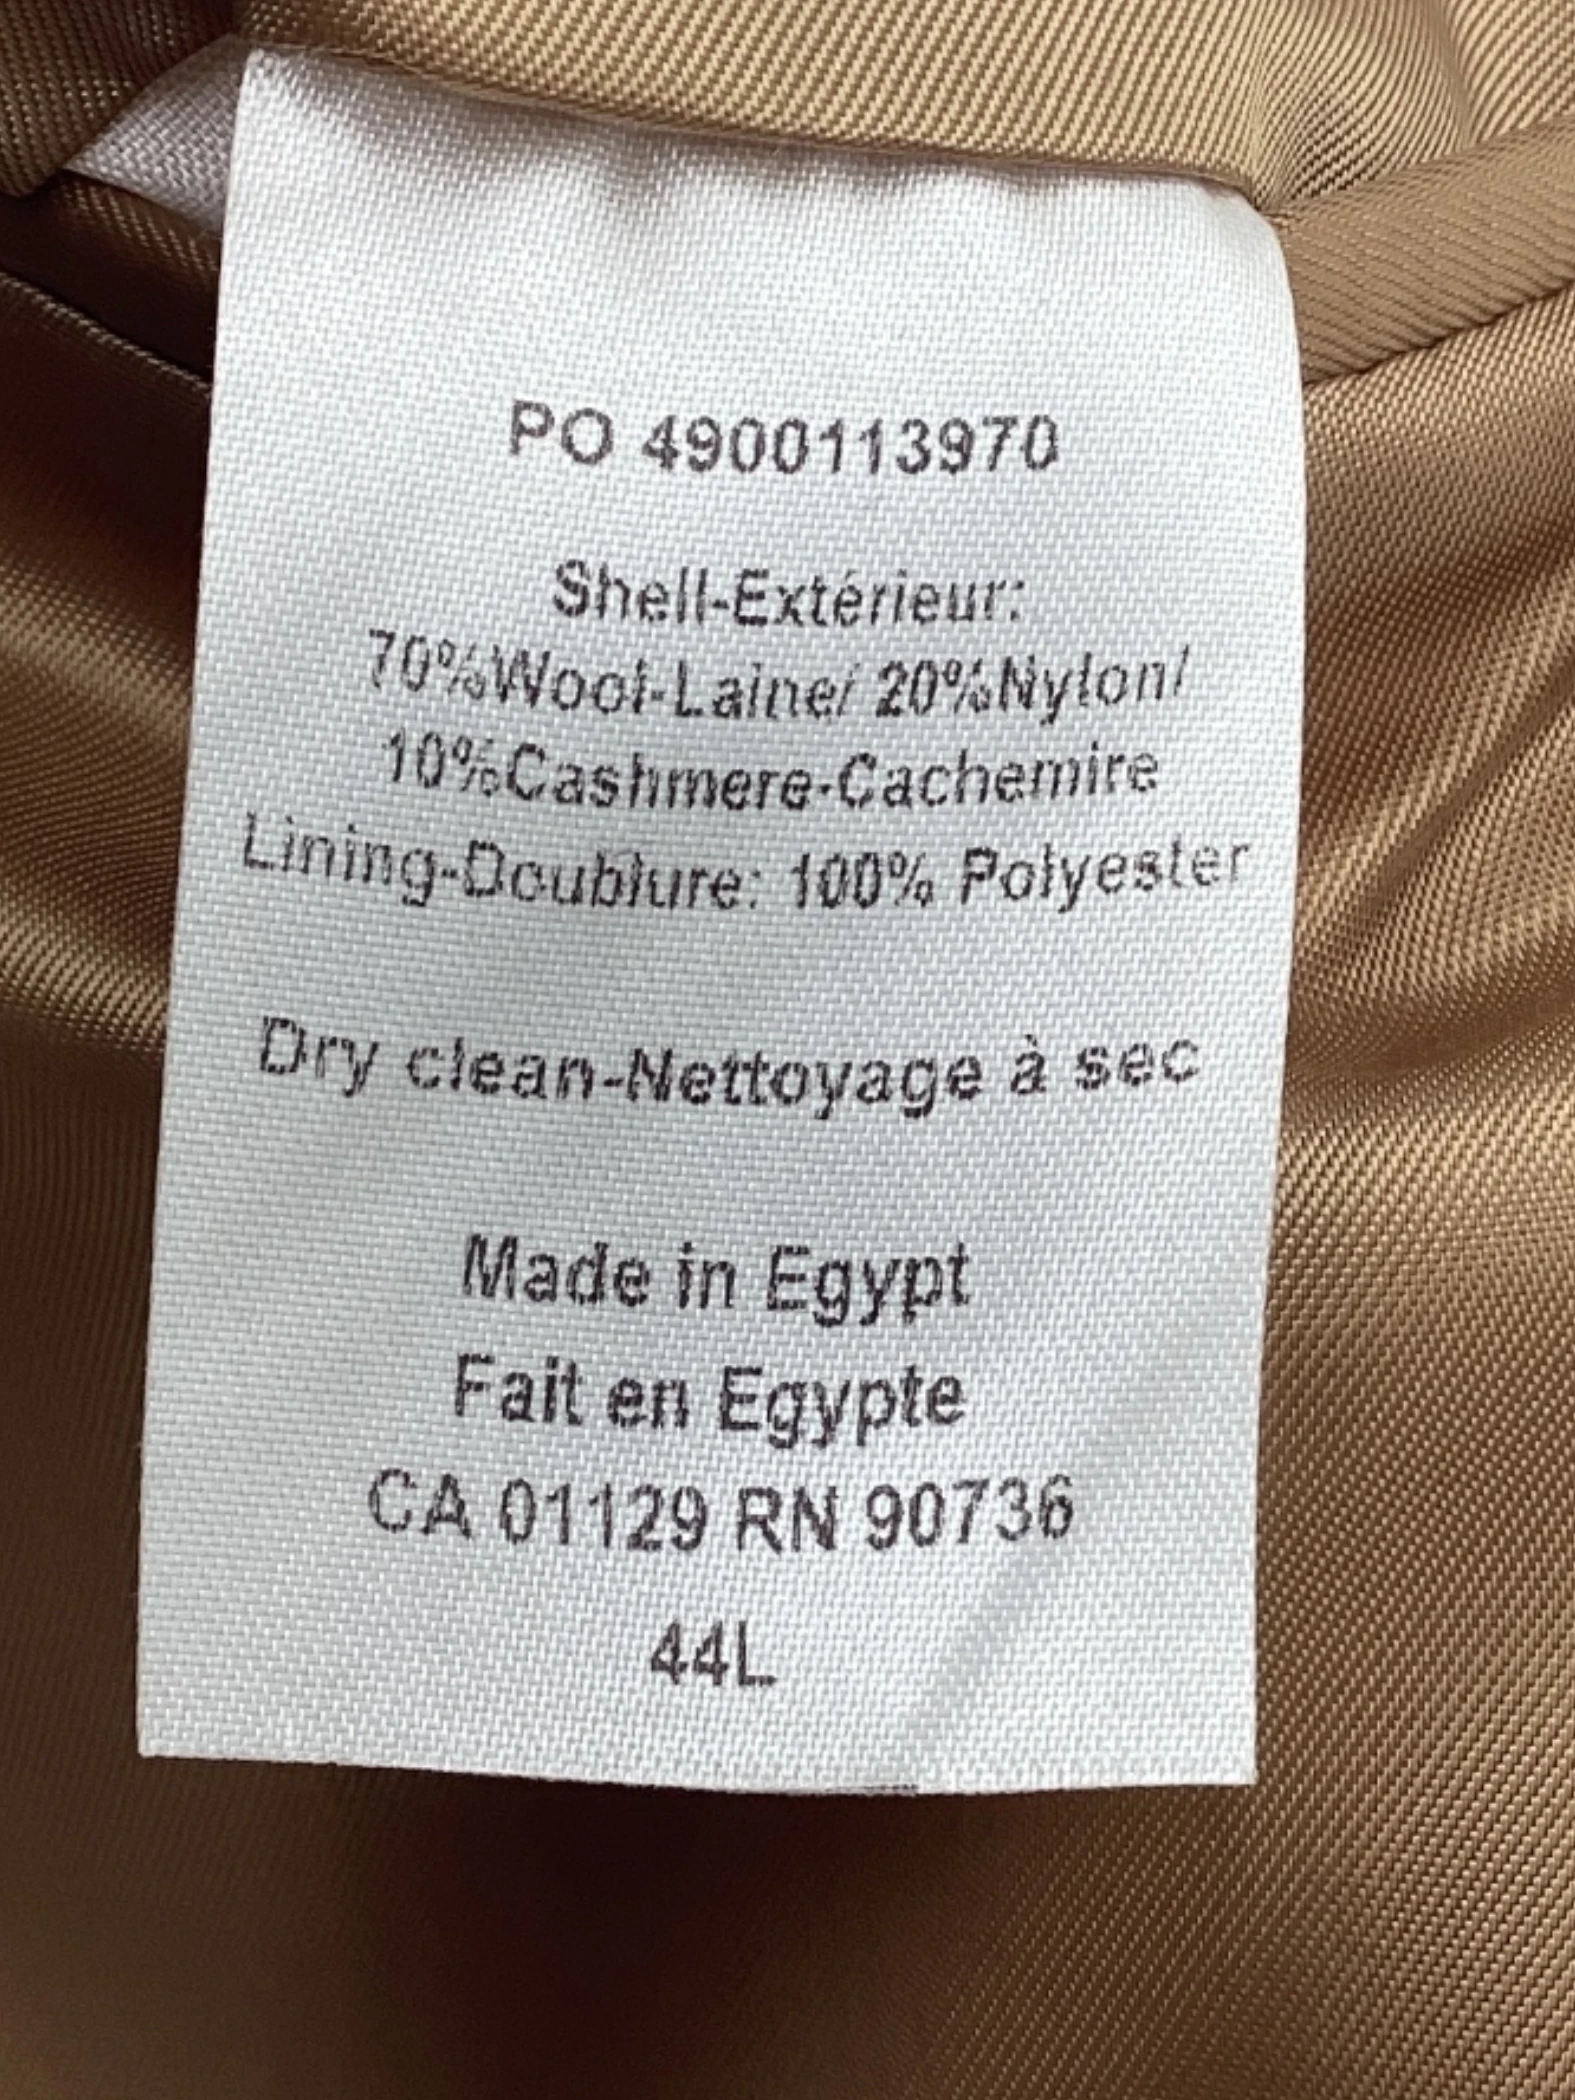 PO 4900113970
Shell-Extérieur:
70%Wool-Laine/ 20%Nylon/
10%Cashmere-Cachemire
Lining-Doublure: 100% Polyester
Dry clean-Nettoyage à sec
Made in Egypt
Fait en Egypte
CA 01129 RN 90736
44L